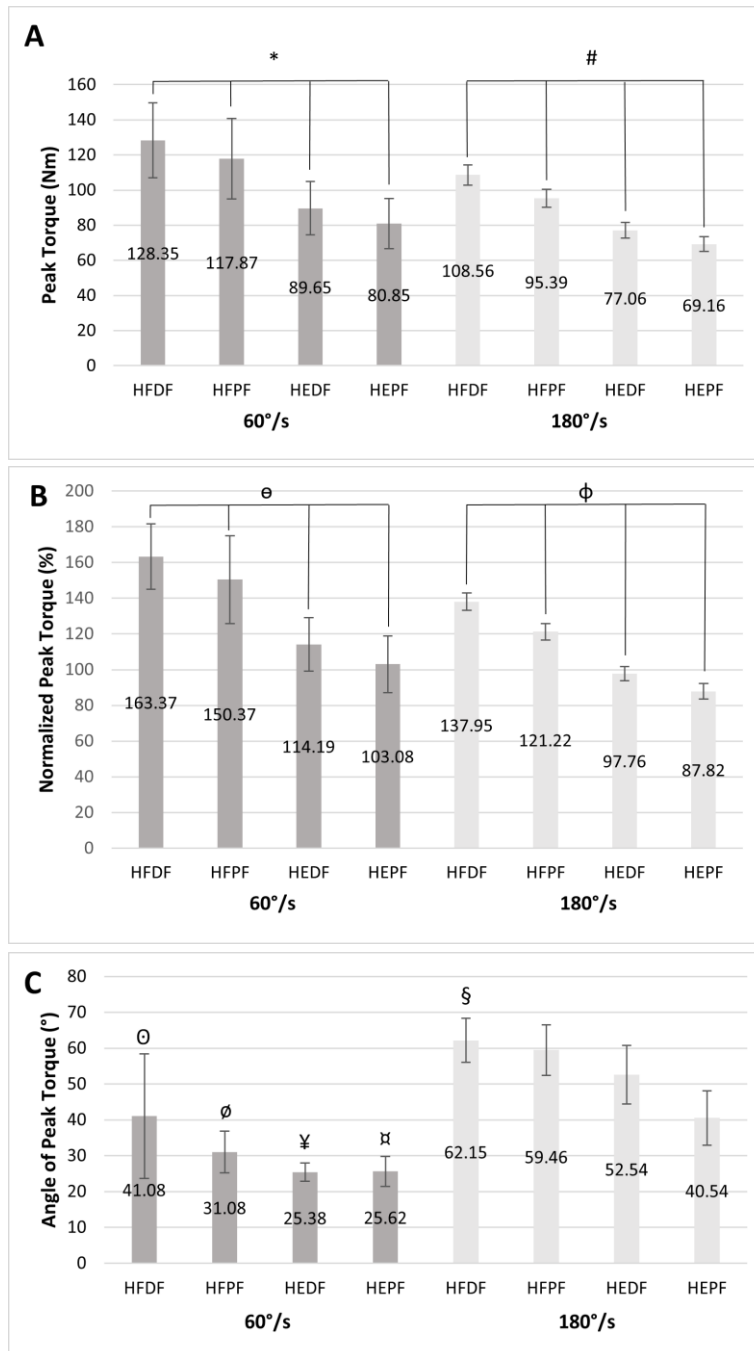 A
Peak Torque (Nm)
160
140
120
100
80
60
40
20
0
* #
128.35 117.87 89.65 80.85 108.56 95.39 77.06 69.16
HFDF HFPF HEDF HEPF HFDF HFPF HEDF HEPF
60°/s 180°/s
B
Normalized Peak Torque (%)
200
180
160
140
120
100
80
60
40
20
0
ɵ ϕ
163.37 150.37 114.19 103.08 137.95 121.22 97.76 87.82
HFDF HFPF HEDF HEPF HFDF HFPF HEDF HEPF
60°/s 180°/s
C
Angle of Peak Torque (°)
80
70
60
50
40
30
20
10
0
ʘ ø ¥ ¤ §
41.08 31.08 25.38 25.62 62.15 59.46 52.54 40.54
HFDF HFPF HEDF HEPF HFDF HFPF HEDF HEPF
60°/s 180°/s